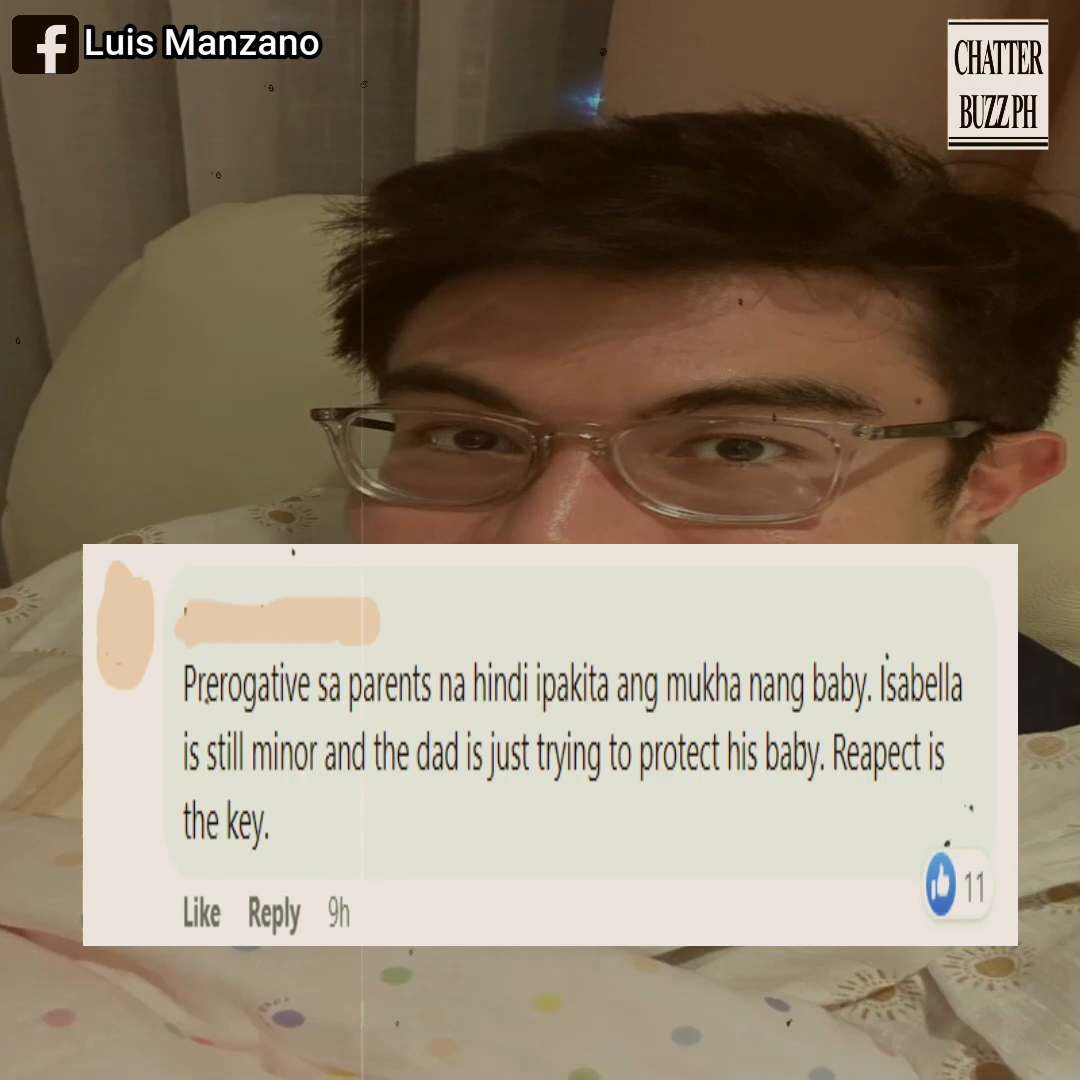 f Luis Manzano
CHATTER
BUZZ PH
Prerogative sa parents na hindi ipakita ang mukha nang baby. Isabella
is still minor and the dad is just trying to protect his baby. Reapect is
the key.
11
Like Reply 9h